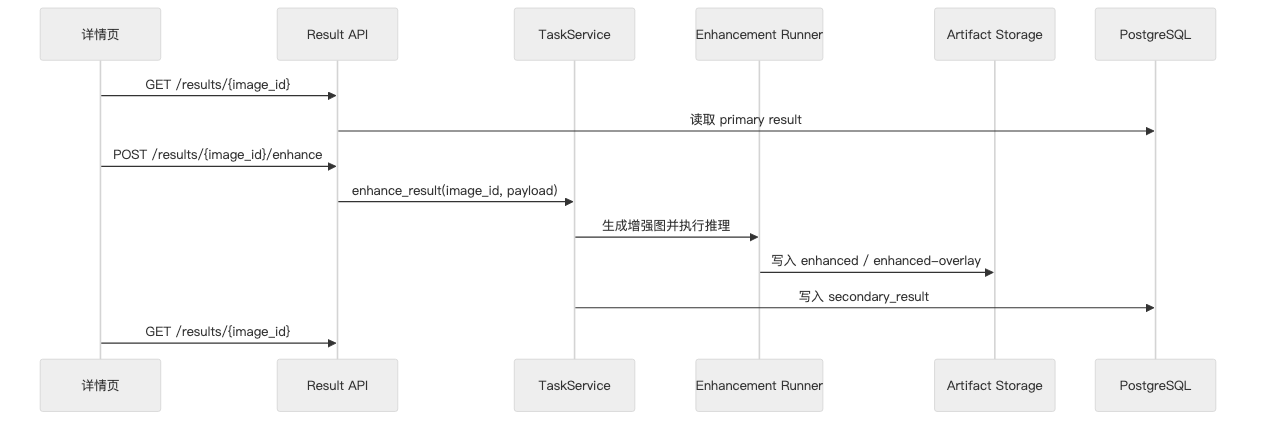 详情页
Result API
TaskService
Enhancement Runner
Artifact Storage
PostgreSQL
GET /results/{image_id}
读取 primary result
POST /results/{image_id}/enhance
enhance_result(image_id, payload)
生成增强图并执行推理
写入 enhanced / enhanced-overlay
写入 secondary_result
GET /results/{image_id}
详情页
Result API
TaskService
Enhancement Runner
Artifact Storage
PostgreSQL